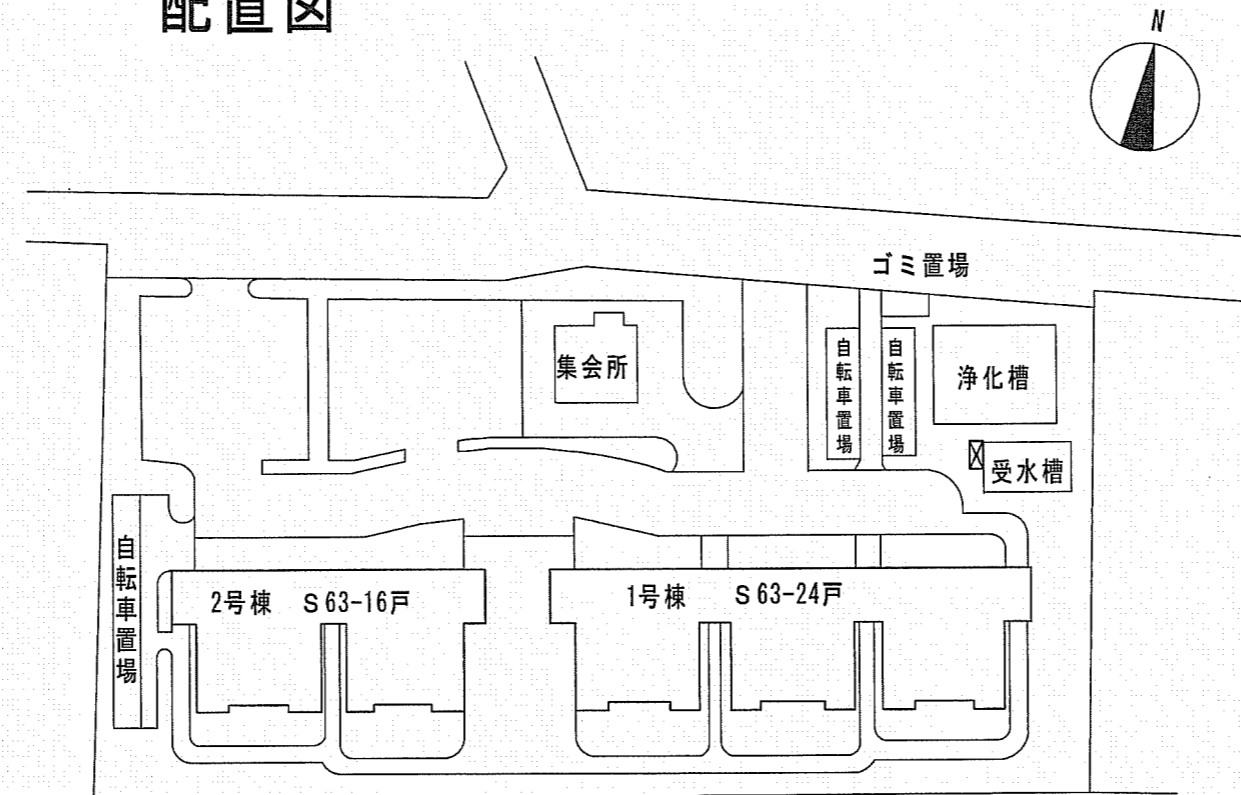 配置図
N
ゴミ置場
集会所
自転車置場
自転車置場
浄化槽
受水槽
自転車置場
2号棟 S63-16戸
1号棟 S63-24戸